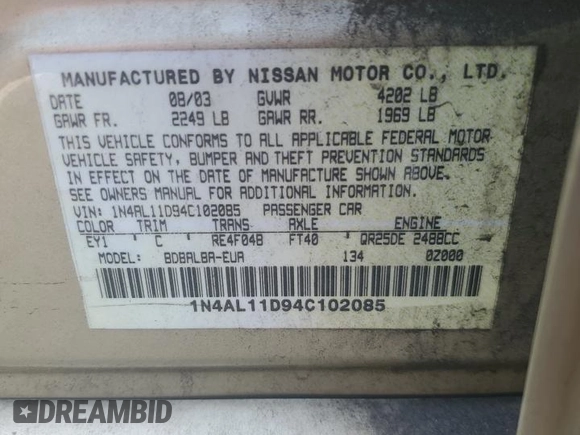 MANUFACTURED BY NISSAN MOTOR CO., LTD.
DATE 08/03 GVWR 4202 LB
GAWR FR. 2249 LB GAWR RR. 1969 LB
THIS VEHICLE CONFORMS TO ALL APPLICABLE FEDERAL MOTOR
VEHICLE SAFETY, BUMPER AND THEFT PREVENTION STANDARDS
IN EFFECT ON THE DATE OF MANUFACTURE SHOWN ABOVE.
SEE OWNERS MANUAL FOR ADDITIONAL INFORMATION.
VIN: 1N4AL11D94C102085 PASSENGER CAR
COLOR TRIM TRANS AXLE ENGINE
EY1 C RE4F04B FT40 QR25DE 2488CC
BDBALBA-EUA 134 0Z000
1N4AL11D94C102085
DREAMBID